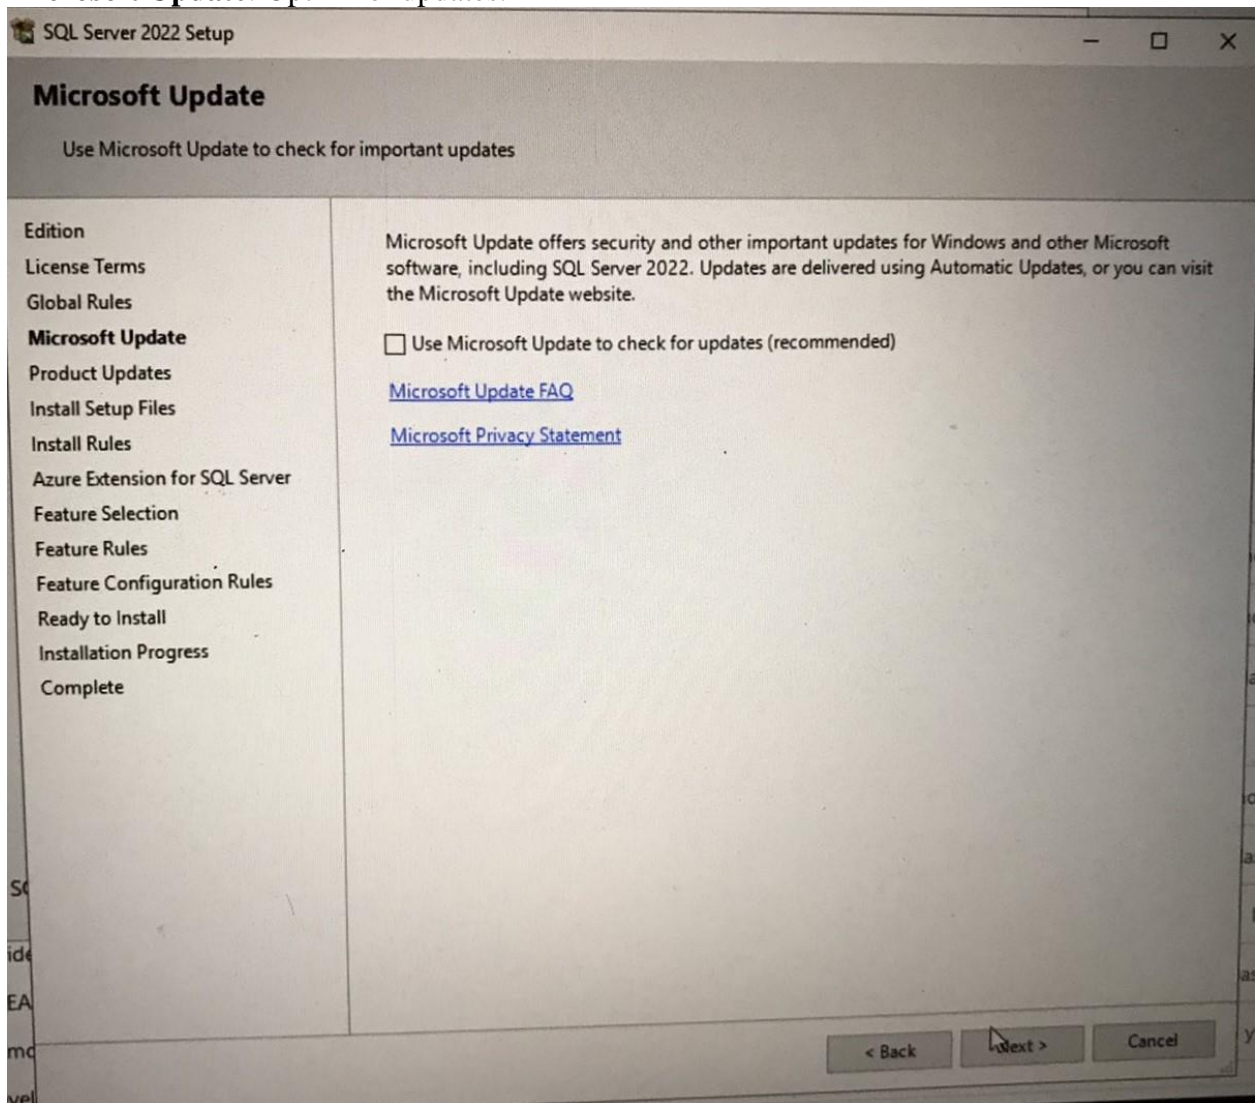 SQL Server 2022 Setup
Microsoft Update
Use Microsoft Update to check for important updates
Edition
License Terms
Global Rules
Microsoft Update
Product Updates
Install Setup Files
Install Rules
Azure Extension for SQL Server
Feature Selection
Feature Rules
Feature Configuration Rules
Ready to Install
Installation Progress
Complete
Microsoft Update offers security and other important updates for Windows and other Microsoft
software, including SQL Server 2022. Updates are delivered using Automatic Updates, or you can visit
the Microsoft Update website.
Use Microsoft Update to check for updates (recommended)
Microsoft Update FAQ
Microsoft Privacy Statement
< Back
Next >
Cancel